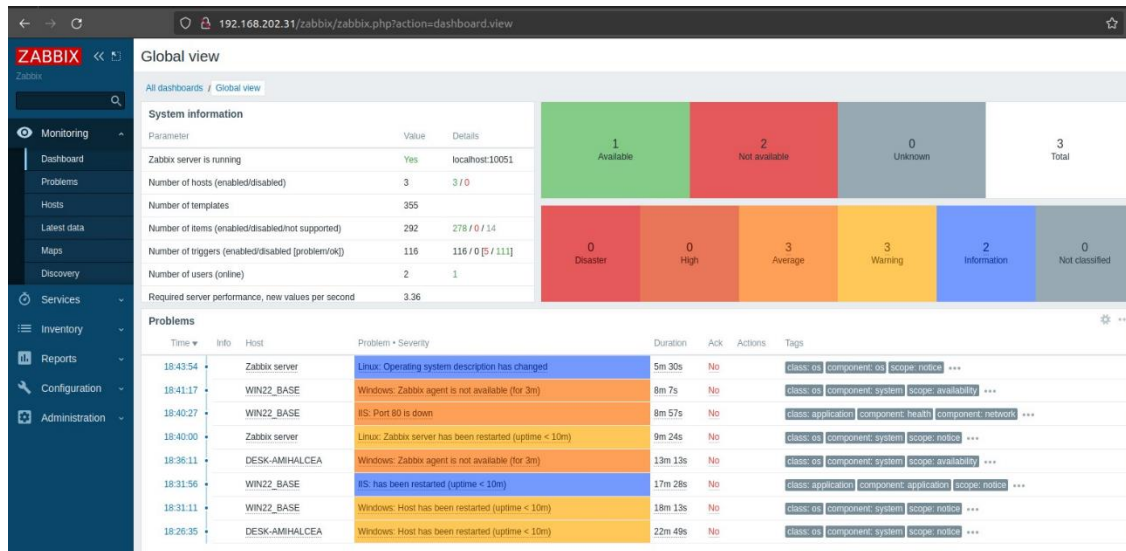 192.168.202.31/zabbix/zabbix.php?action=dashboard.view
ZABBIX
Zabbix
Monitoring
Dashboard
Problems
Hosts
Latest data
Maps
Discovery
Services
Inventory
Reports
Configuration
Administration
Global view
All dashboards / Global view
System information
Parameter Value Details
Zabbix server is running Yes localhost:10051
Number of hosts (enabled/disabled) 3 3 / 0
Number of templates 355
Number of items (enabled/disabled/not supported) 292 278 / 0 / 14
Number of triggers (enabled/disabled [problem/ok]) 116 116 / 0 [5 / 111]
Number of users (online) 2 1
Required server performance, new values per second 3.36
1 Available
2 Not available
0 Unknown
3 Total
0 Disaster
0 High
3 Average
3 Warning
2 Information
0 Not classified
Problems
Time Info Host Problem • Severity Duration Ack Actions Tags
18:43:54 Zabbix server Linux: Operating system description has changed 5m 30s No class: os component: os scope: notice
18:41:17 WIN22_BASE Windows: Zabbix agent is not available (for 3m) 8m 7s No class: os component: system scope: availability
18:40:27 WIN22_BASE IIS: Port 80 is down 8m 57s No class: application component: health component: network
18:40:00 Zabbix server Linux: Zabbix server has been restarted (uptime < 10m) 9m 24s No class: os component: system scope: notice
18:36:11 DESK-AMIHALCEA Windows: Zabbix agent is not available (for 3m) 13m 13s No class: os component: system scope: availability
18:31:56 WIN22_BASE IIS: has been restarted (uptime < 10m) 17m 28s No class: application component: application scope: notice
18:31:11 WIN22_BASE Windows: Host has been restarted (uptime < 10m) 18m 13s No class: os component: system scope: notice
18:26:35 DESK-AMIHALCEA Windows: Host has been restarted (uptime < 10m) 22m 49s No class: os component: system scope: notice